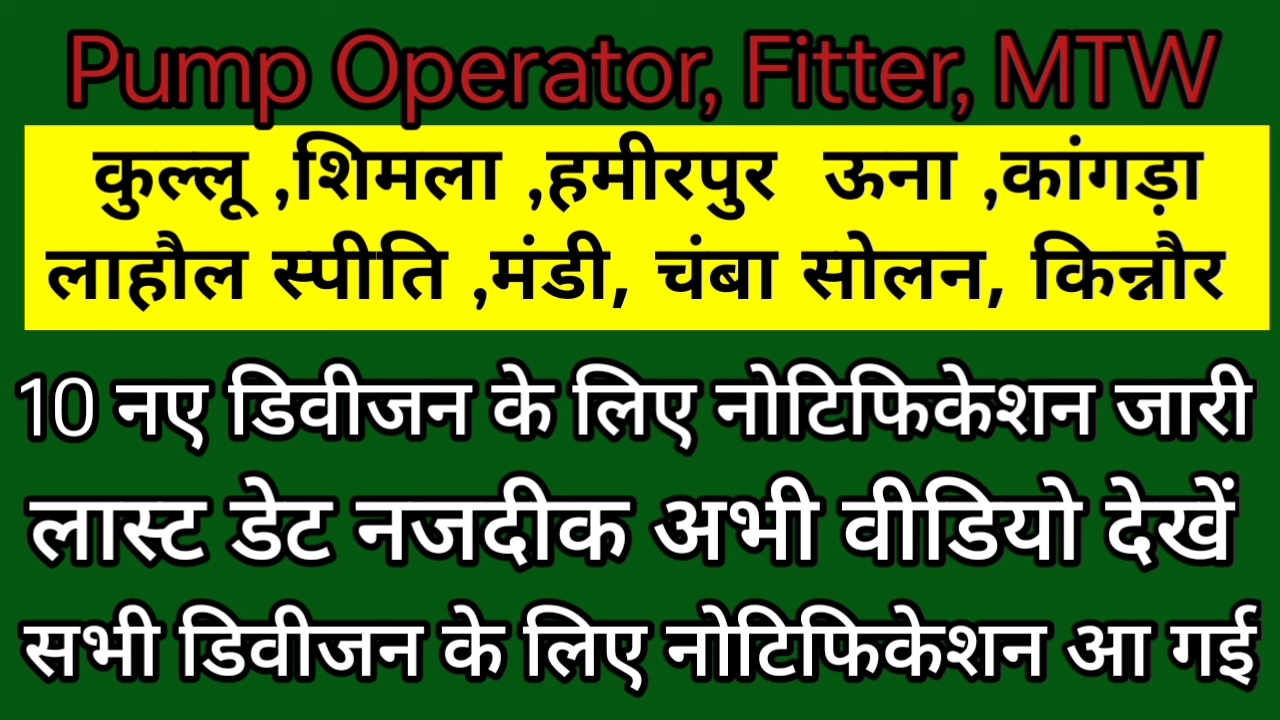 Pump Operator, Fitter, MTW
कुल्लू ,शिमला ,हमीरपुर ऊना ,कांगड़ा
लाहौल स्पीति ,मंडी, चंबा सोलन, किन्नौर
10 नए डिवीजन के लिए नोटिफिकेशन जारी
लास्ट डेट नजदीक अभी वीडियो देखें
सभी डिवीजन के लिए नोटिफिकेशन आ गई